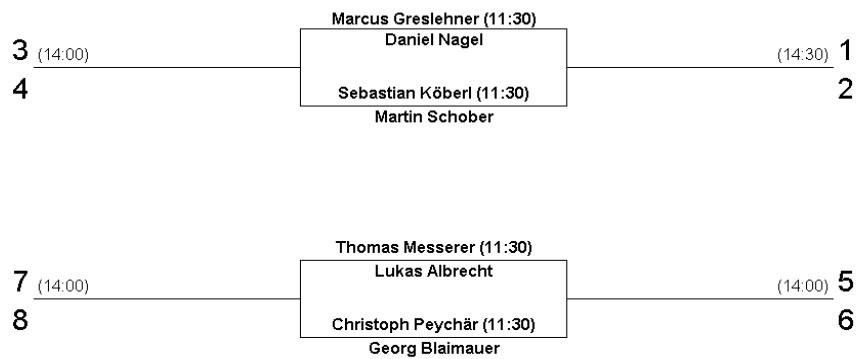 Marcus Greslehner (11:30)
Daniel Nagel
3 (14:00)
(14:30) 1
4
Sebastian Köberl (11:30)
2
Martin Schober
Thomas Messerer (11:30)
Lukas Albrecht
7 (14:00)
(14:00) 5
8
Christoph Peychär (11:30)
6
Georg Blaimauer